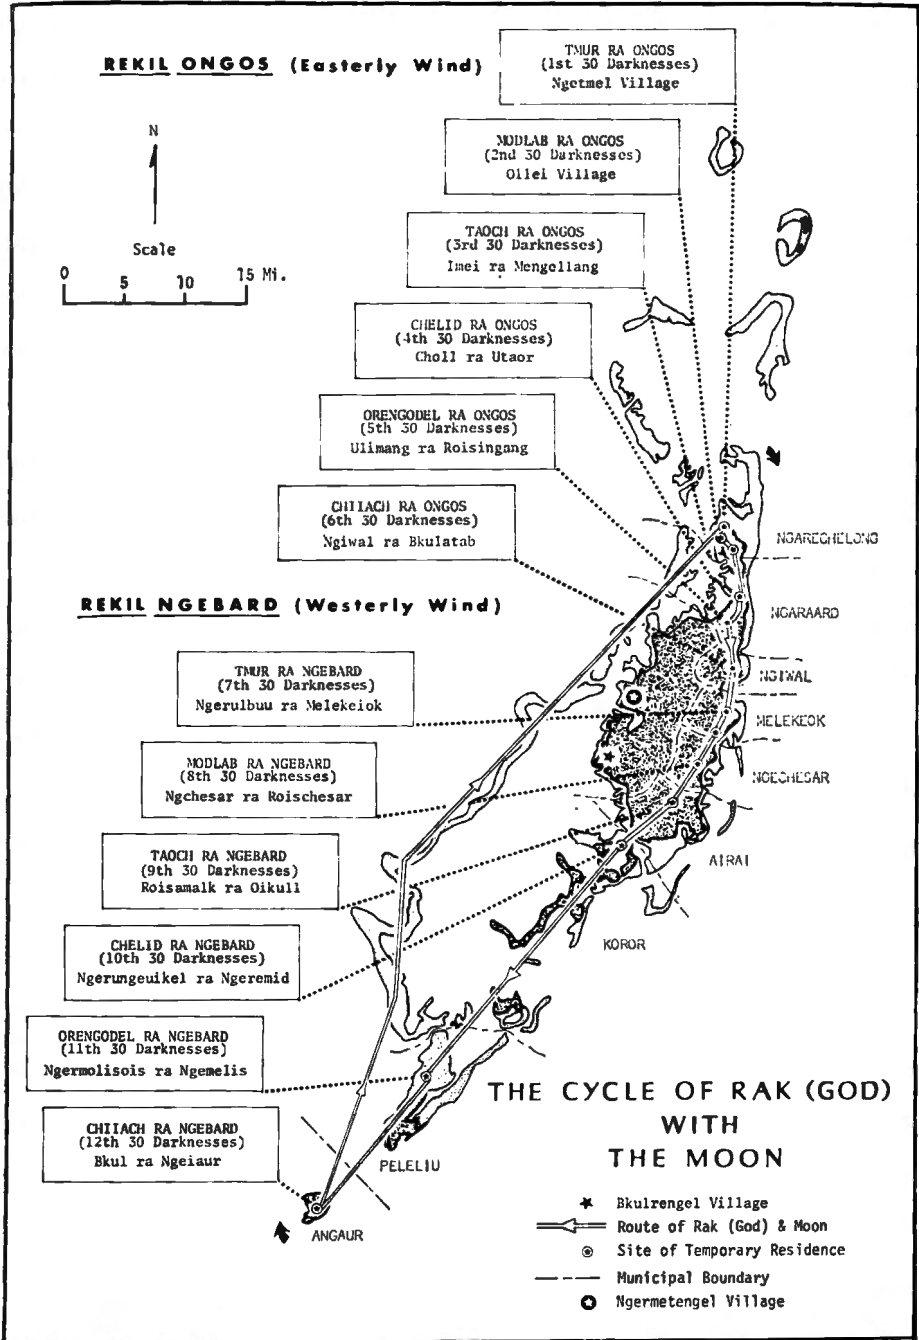 REKIL ONGOS (Easterly Wind)
TMUR RA ONGOS
(1st 30 Darknesses)
Ngetmel Village
N
MODLAB RA ONGOS
(2nd 30 Darknesses)
Ollei Village
TAOCH RA ONGOS
(3rd 30 Darknesses)
Imei ra Mengellang
Scale
0 5 10 15 Mi.
CHELID RA ONGOS
(4th 30 Darknesses)
Choll ra Utaor
ORENGODEL RA ONGOS
(5th 30 Darknesses)
Ulimang ra Roisingang
CHIIACH RA ONGOS
(6th 30 Darknesses)
Ngiwal ra Bkulatab
NGARECHELONG
REKIL NGEBARD (Westerly Wind)
NGARAARD
TMUR RA NGEBARD
(7th 30 Darknesses)
Ngerulbuu ra Melekeiok
NGIWAL
MELEKEOK
MODLAB RA NGEBARD
(8th 30 Darknesses)
Ngchesar ra Roischesar
NGECHESAR
TAOCH RA NGEBARD
(9th 30 Darknesses)
Roisamalk ra Oikull
AIRAI
CHELID RA NGEBARD
(10th 30 Darknesses)
Ngerungeuikel ra Ngeremid
KOROR
ORENGODEL RA NGEBARD
(11th 30 Darknesses)
Ngermolisois ra Ngemelis
CHIIACH RA NGEBARD
(12th 30 Darknesses)
Bkul ra Ngeiaur
PELELIU
ANGAUR
THE CYCLE OF RAK (GOD)
WITH
THE MOON
Bkulrengel Village
Route of Rak (God) & Moon
Site of Temporary Residence
Municipal Boundary
Ngermetengel Village